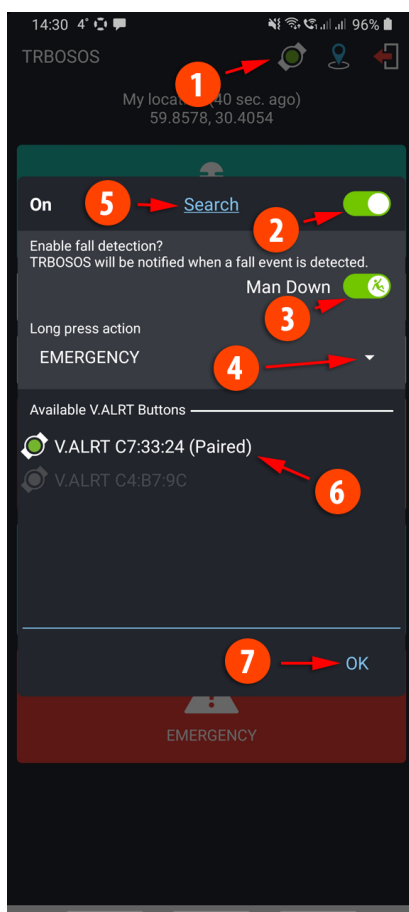 14:30 4° 96%
TRBOSOS
1
My location (40 sec. ago)
59.8578, 30.4054
On 5 Search
2
Enable fall detection?
TRBOSOS will be notified when a fall event is detected.
Man Down
3
Long press action
EMERGENCY
4
Available V.ALRT Buttons
V.ALRT C7:33:24 (Paired)
V.ALRT C4:B7:9C
6
7 OK
EMERGENCY